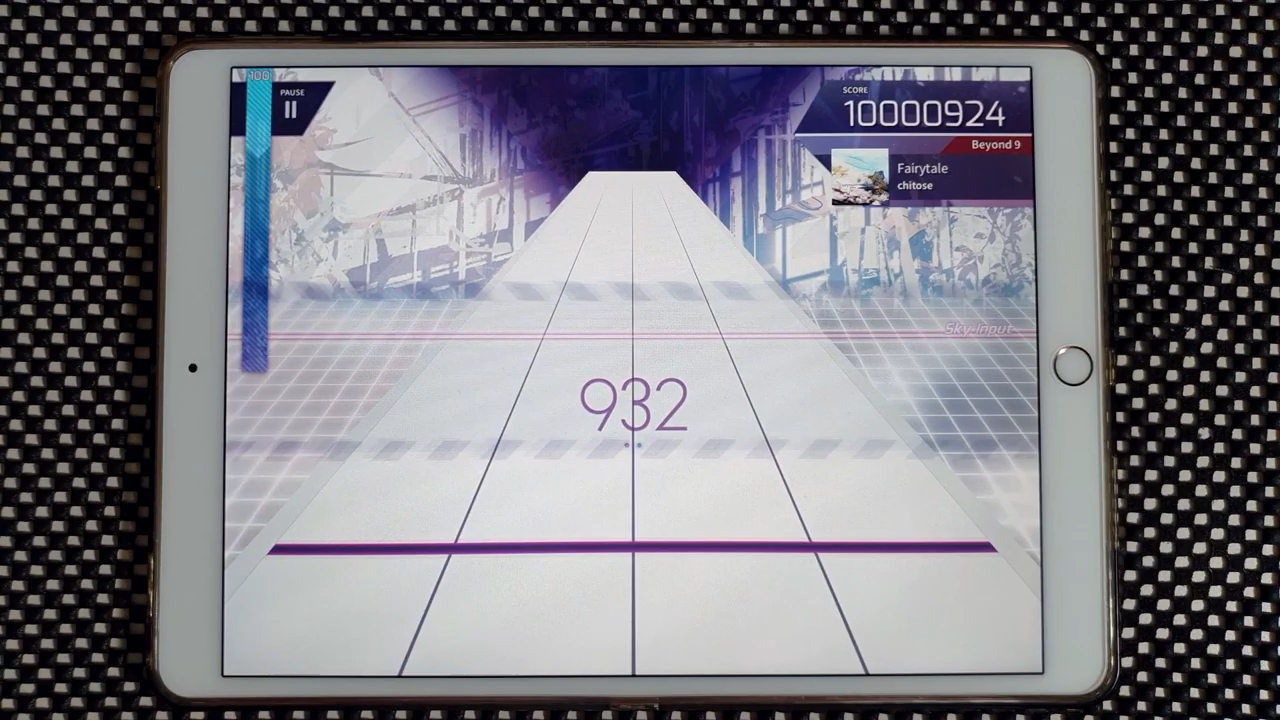 100
PAUSE
SCORE
10000924
Beyond 9
Fairytale
chitose
Sky Input
932